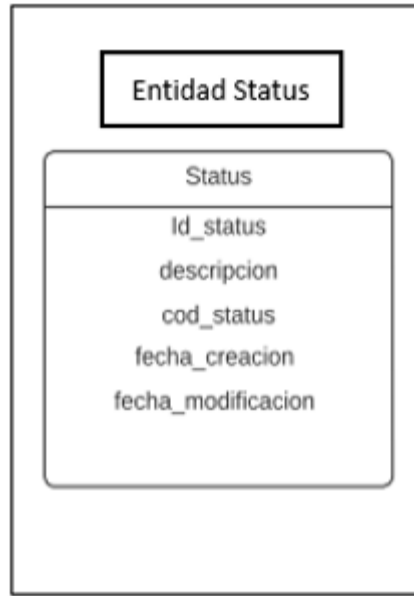 Entidad Status
Status
Id_status
descripcion
cod_status
fecha_creacion
fecha_modificacion